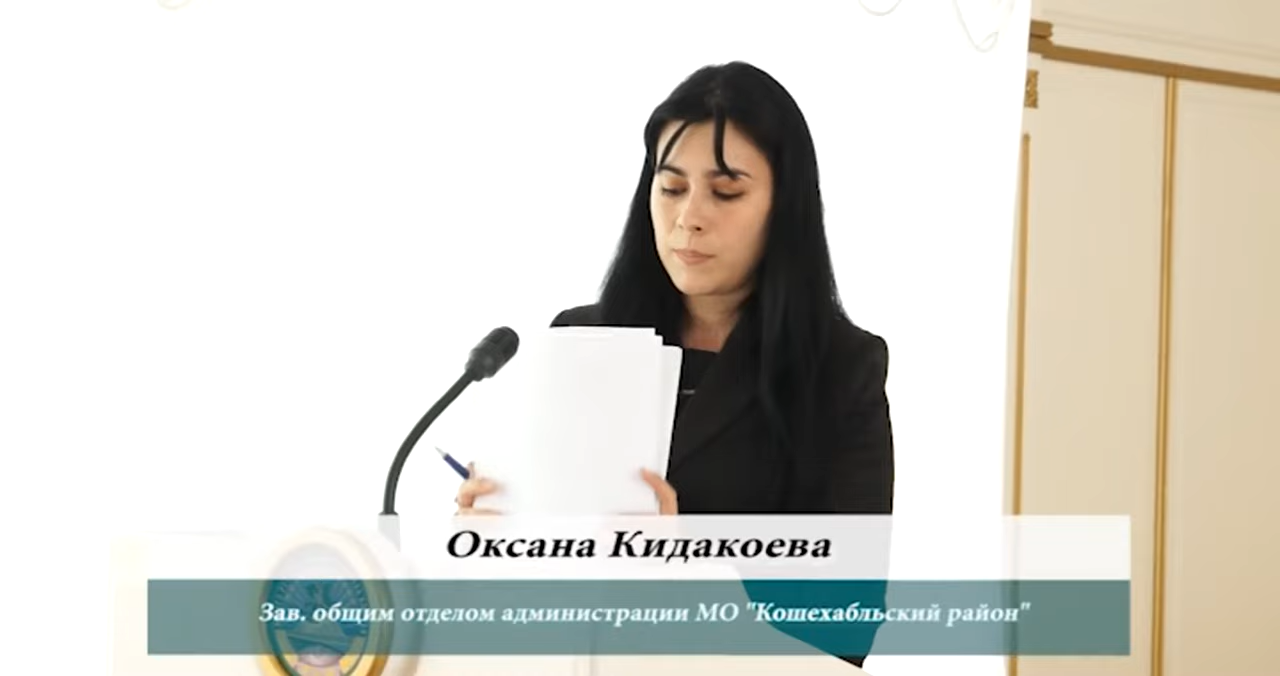 Оксана Кидакоева
Зав. общим отделом администрации МО "Кошехабльский район"